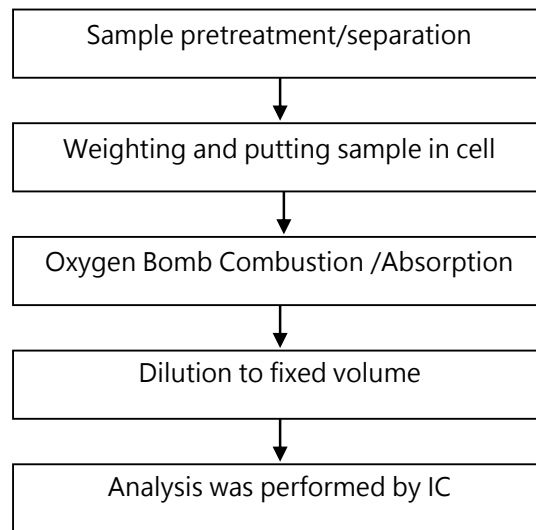 Sample pretreatment/separation
Weighting and putting sample in cell
Oxygen Bomb Combustion /Absorption
Dilution to fixed volume
Analysis was performed by IC